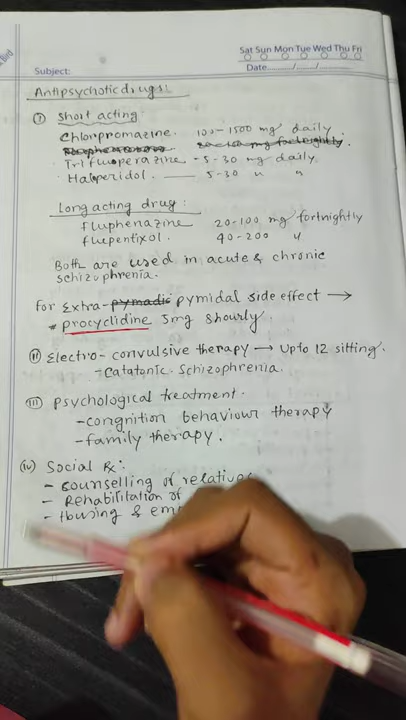 Sat Sun Mon Tue Wed Thu Fri
Subject:
Date........./........./.........
Antipsychotic drugs:
(i) Short acting:
Chlorpromazine. 100-1500 mg daily
· Trifluoperazine - 5-30 mg daily
· Haloperidol. — 5-30 " "
Long acting drug:
fluphenazine 20-100 mg fortnightly
fluepentixol. 40-200 "
Both are used in acute & chronic
schizophrenia.
for Extra-pymidal side effect →
* procyclidine 5mg 8hourly.
(ii) Electro-convulsive therapy → Upto 12 sitting.
- Catatonic schizophrenia.
(iii) psychological treatment.
- congnition behaviour therapy
- family therapy.
(iv) Social Rx:
- counselling of relatives
- Rehabilitation of
- Housing &